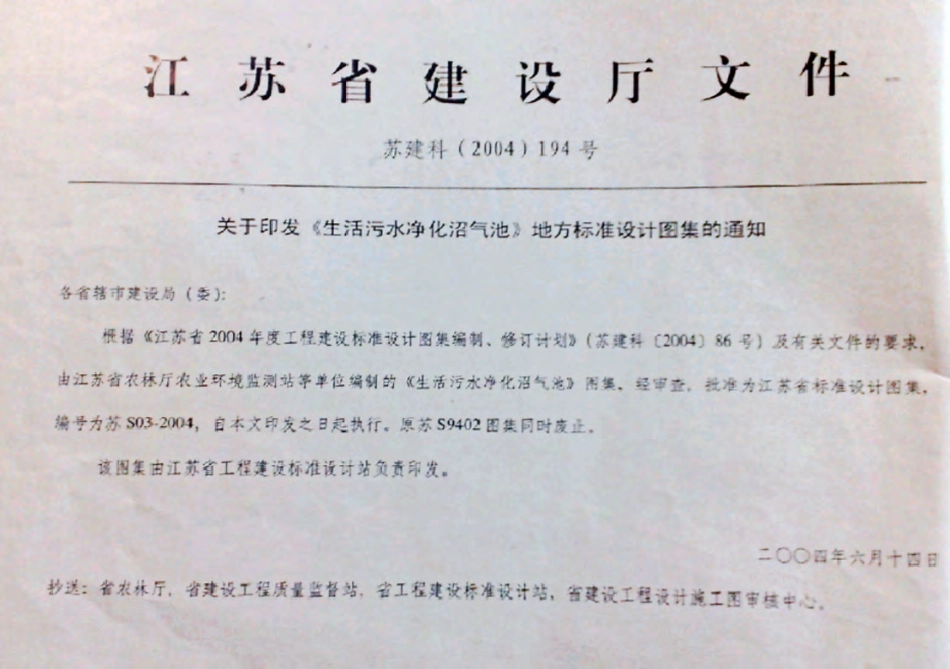 江苏省建设厅文件
苏建科(2004)194号
关于印发《生活污水净化沼气池》地方标准设计图集的通知
各省辖市建设局(委):
根据《江苏省2004年度工程建设标准设计图集编制、修订计划》(苏建科〔2004〕86号)及有关文件的要求,
由江苏省农林厅农业环境监测站等单位编制的《生活污水净化沼气池》图集,经审查,批准为江苏省标准设计图集,
编号为苏S03-2004,自本文印发之日起执行。原苏S9402图集同时废止。
该图集由江苏省工程建设标准设计站负责印发。
二〇〇四年六月十四日
抄送:省农林厅,省建设工程质量监督站,省工程建设标准设计站,省建设工程设计施工图审核中心。